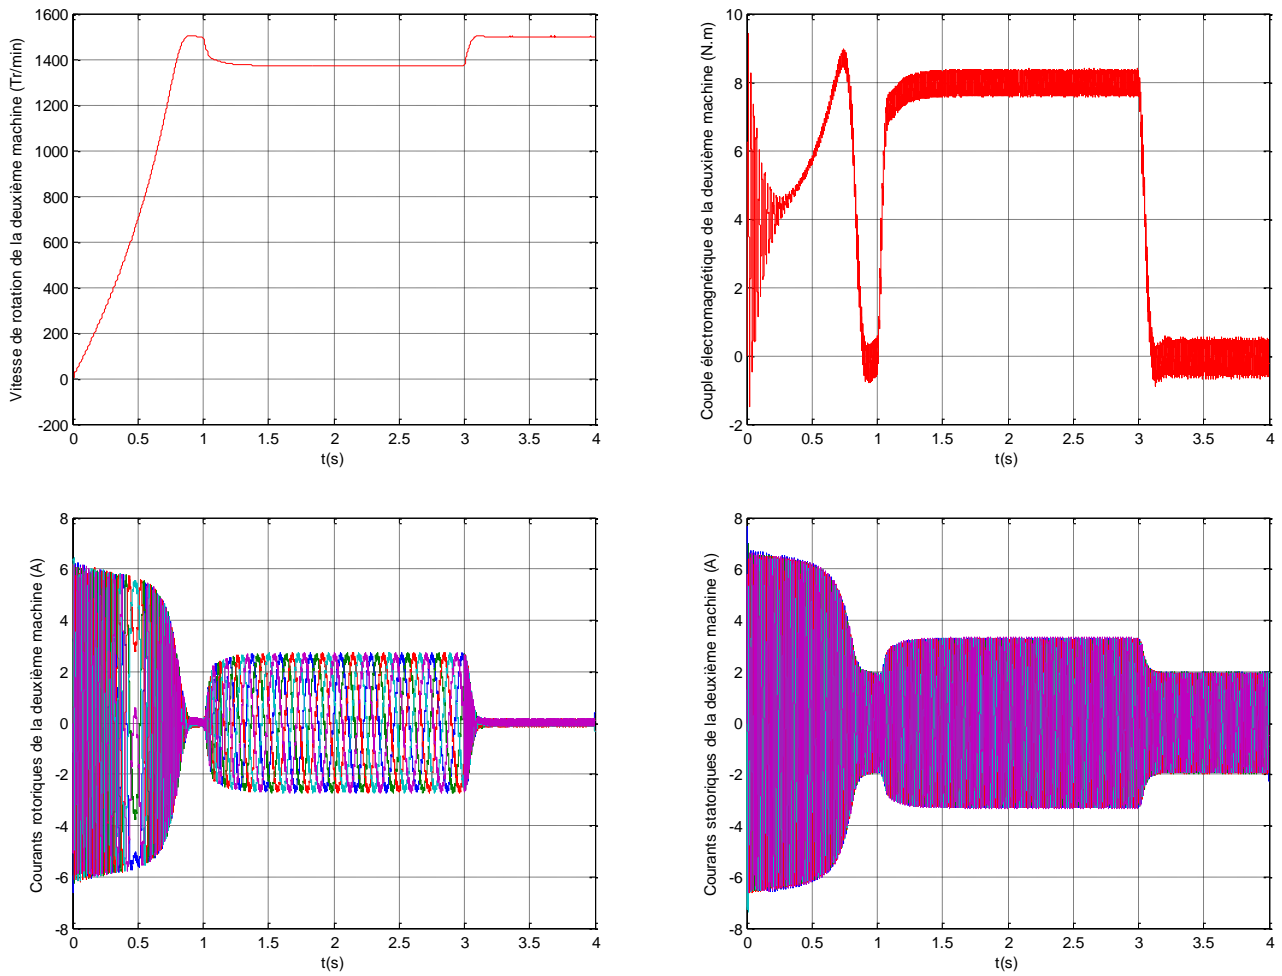 Vitesse de rotation de la deuxième machine (Tr/min)
1600
1400
1200
1000
800
600
400
200
0
-200
0 0.5 1 1.5 2 2.5 3 3.5 4
t(s)
Couple électromagnétique de la deuxième machine (N.m)
10
8
6
4
2
0
-2
0 0.5 1 1.5 2 2.5 3 3.5 4
t(s)
Courants rotoriques de la deuxième machine (A)
8
6
4
2
0
-2
-4
-6
-8
0 0.5 1 1.5 2 2.5 3 3.5 4
t(s)
Courants statoriques de la deuxième machine (A)
8
6
4
2
0
-2
-4
-6
-8
0 0.5 1 1.5 2 2.5 3 3.5 4
t(s)